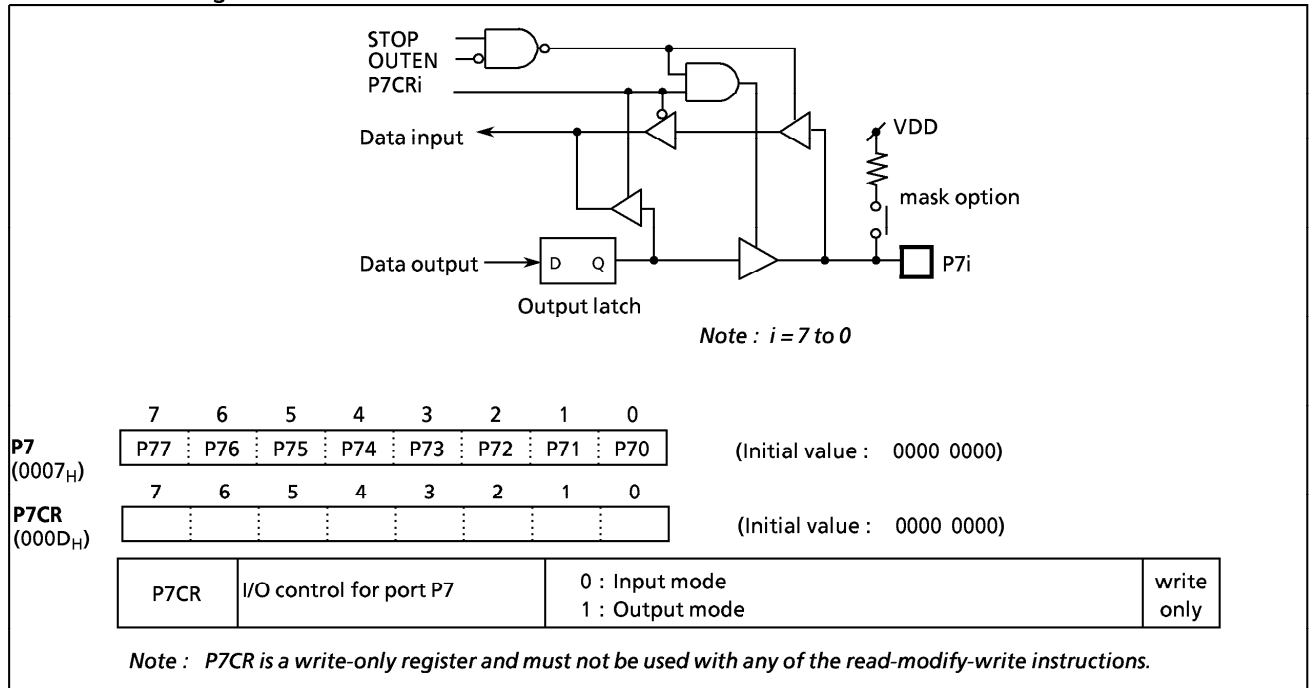 STOP
OUTEN
P7CRi
Data input
VDD
mask option
Data output
D Q
P7i
Output latch
Note : i = 7 to 0
7 6 5 4 3 2 1 0
P7 P77 P76 P75 P74 P73 P72 P71 P70 (Initial value : 0000 0000)
(0007H)
7 6 5 4 3 2 1 0
P7CR (Initial value : 0000 0000)
(000DH)
P7CR I/O control for port P7 0 : Input mode write
1 : Output mode only
Note : P7CR is a write-only register and must not be used with any of the read-modify-write instructions.